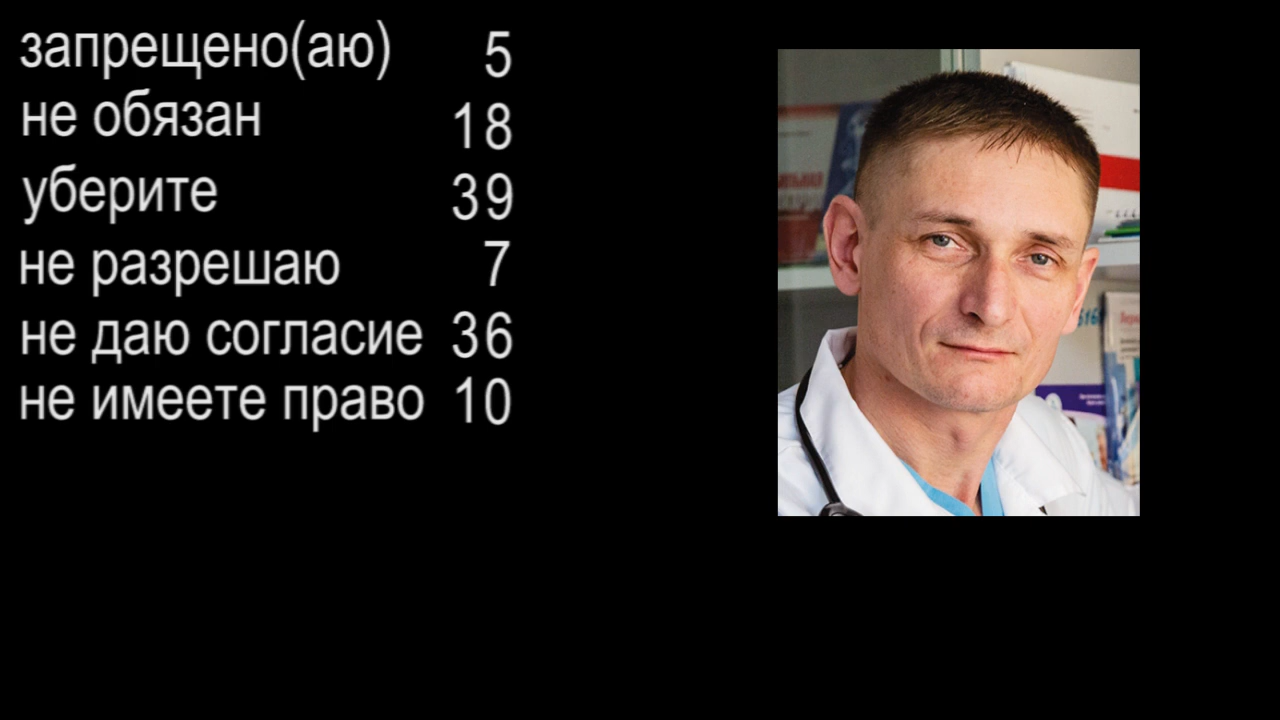 запрещено(аю) 5
не обязан 18
уберите 39
не разрешаю 7
не даю согласие 36
не имеете право 10